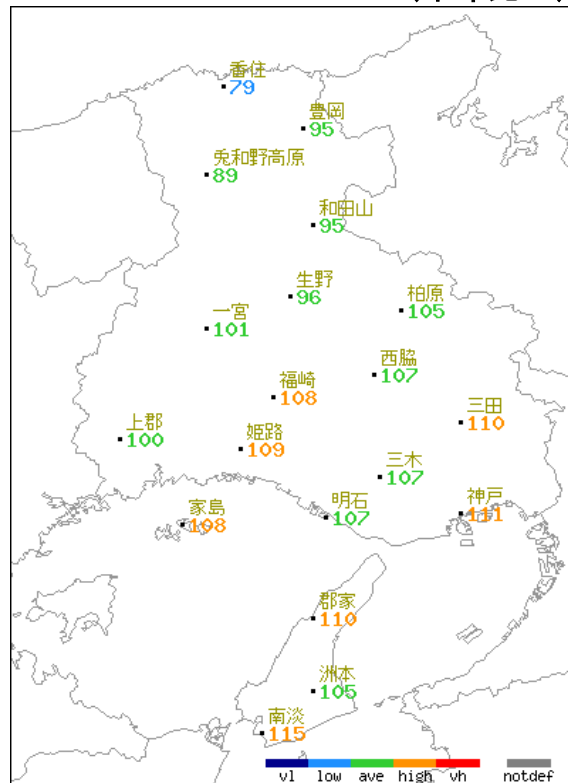 香住
79
豊岡
95
兎和野高原
89
和田山
95
生野
96
柏原
105
一宮
101
西脇
107
福崎
108
三田
110
上郡
100
姫路
109
三木
107
家島
108
明石
107
神戸
111
郡家
110
洲本
105
南淡
115
vl low ave high vh notdef